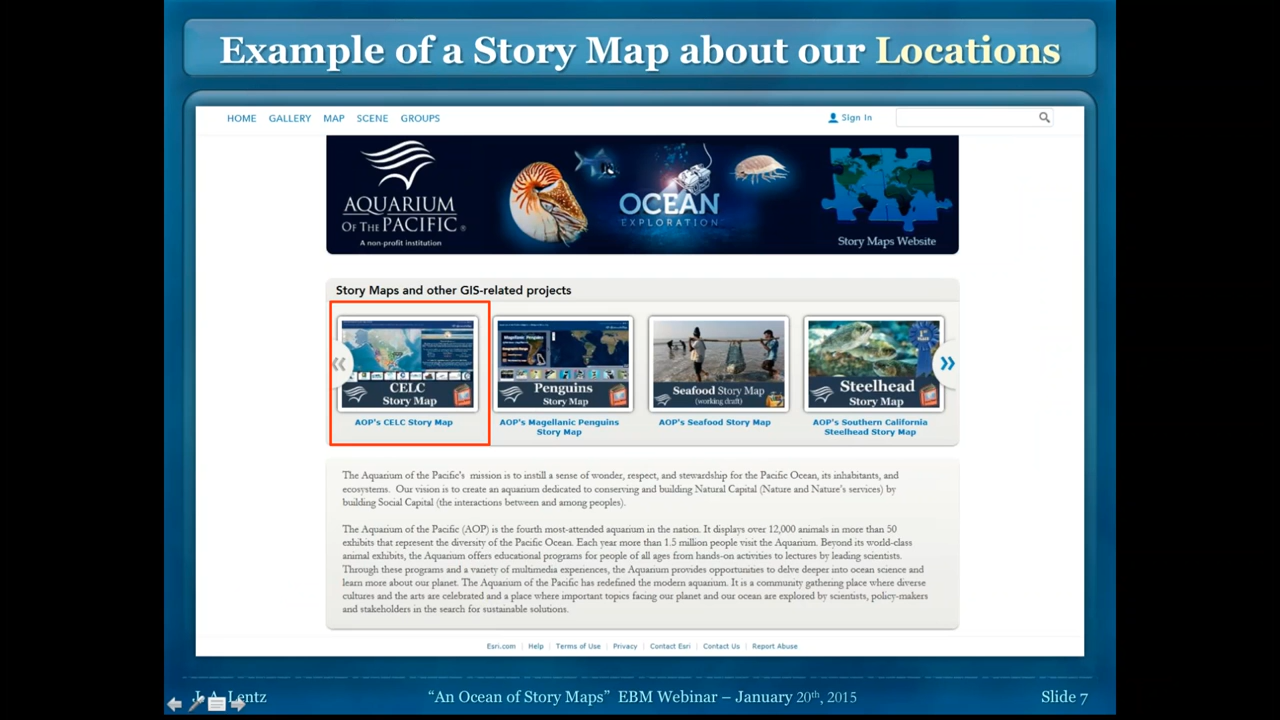 Example of a Story Map about our Locations
HOME GALLERY MAP SCENE GROUPS
Sign In
AQUARIUM
OF THE PACIFIC®
A non-profit institution
OCEAN
EXPLORATION
Story Maps Website
Story Maps and other GIS-related projects
CELC
Story Map
Penguins
Story Map
Seafood Story Map
(working draft)
Steelhead
Story Map
AOP's CELC Story Map
AOP's Magellanic Penguins
Story Map
AOP's Seafood Story Map
AOP's Southern California
Steelhead Story Map
The Aquarium of the Pacific's mission is to instill a sense of wonder, respect, and stewardship for the Pacific Ocean, its inhabitants, and
ecosystems. Our vision is to create an aquarium dedicated to conserving and building Natural Capital (Nature and Nature's services) by
building Social Capital (the interactions between and among peoples).
The Aquarium of the Pacific (AOP) is the fourth most-attended aquarium in the nation. It displays over 12,000 animals in more than 50
exhibits that represent the diversity of the Pacific Ocean. Each year more than 1.5 million people visit the Aquarium. Beyond its world-class
animal exhibits, the Aquarium offers educational programs for people of all ages from hands-on activities to lectures by leading scientists.
Through these programs and a variety of multimedia experiences, the Aquarium provides opportunities to delve deeper into ocean science and
learn more about our planet. The Aquarium of the Pacific has redefined the modern aquarium. It is a community gathering place where diverse
cultures and the arts are celebrated and a place where important topics facing our planet and our ocean are explored by scientists, policy-makers
and stakeholders in the search for sustainable solutions.
Esri.com | Help | Terms of Use | Privacy | Contact Esri | Contact Us | Report Abuse
J. A. Lentz
“An Ocean of Story Maps” EBM Webinar – January 20th, 2015
Slide 7